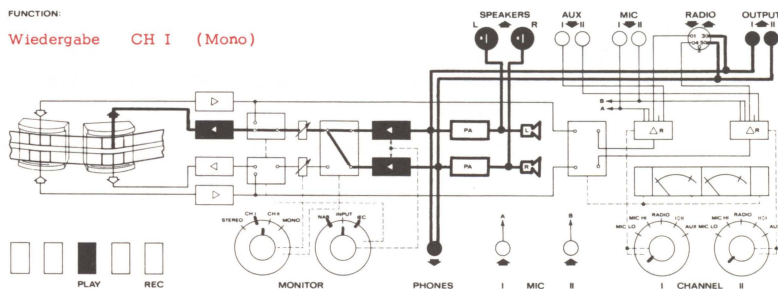 FUNCTION:
Wiedergabe CH I (Mono)
SPEAKERS AUX MIC RADIO OUTPUT
L R I II I II I II
B
A
R R
PA L
PA R
STEREO CH I CH II MONO
NAB INPUT IEC
A B
MIC LO MIC HI RADIO AUX
MIC LO MIC HI RADIO
PLAY REC MONITOR PHONES I MIC II I CHANNEL II